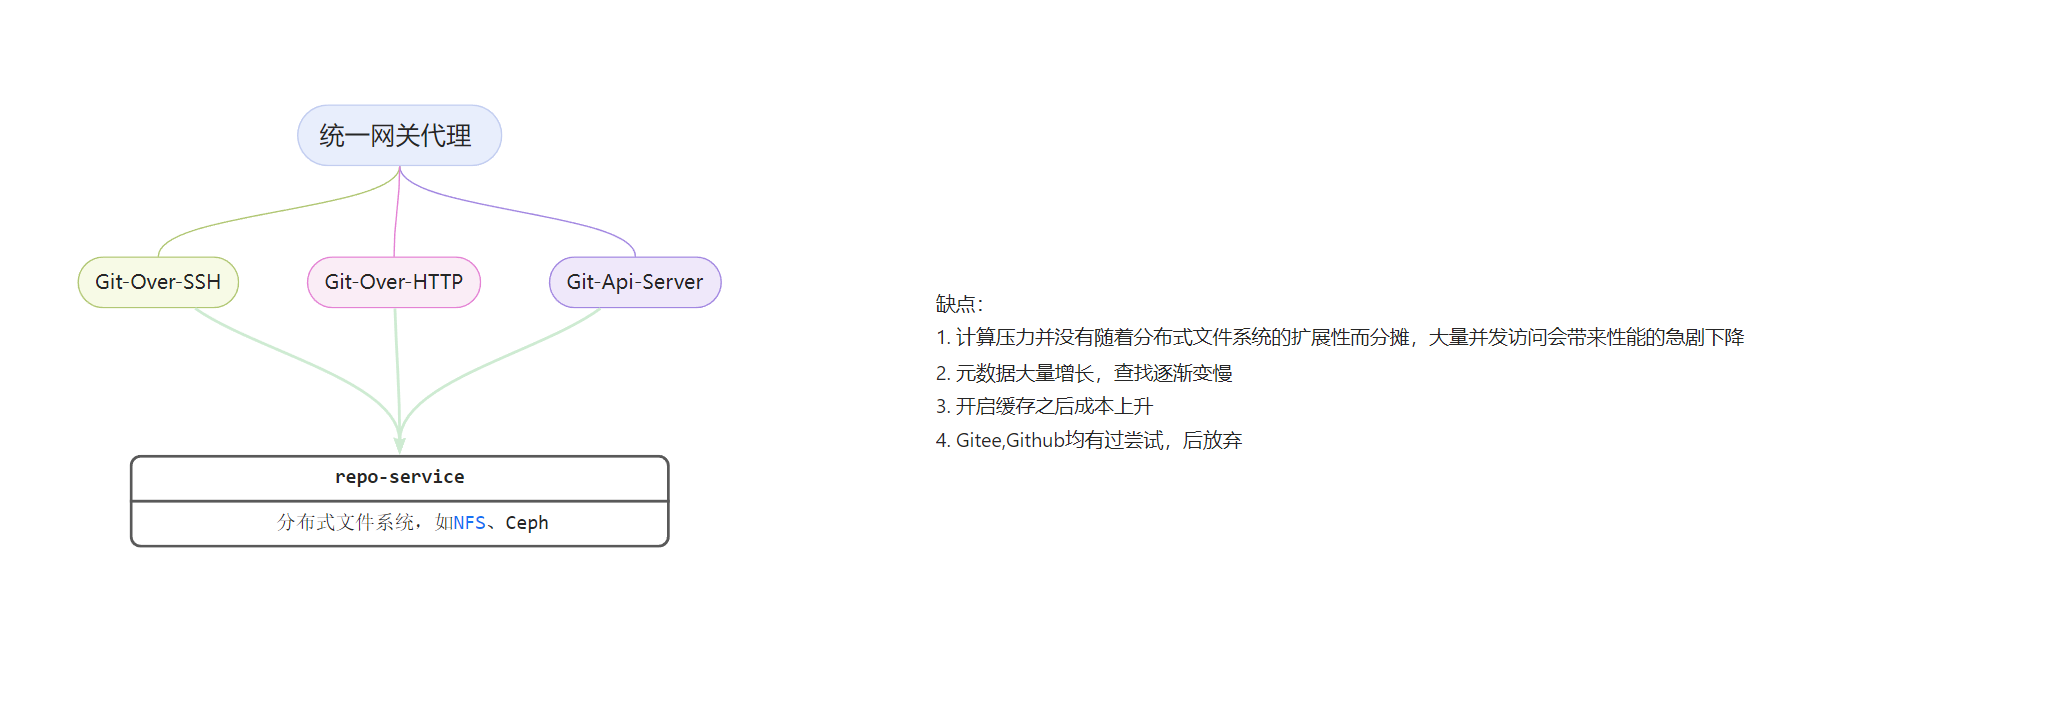 统一网关代理
Git-Over-SSH
Git-Over-HTTP
Git-Api-Server
repo-service
分布式文件系统，如NFS、Ceph
缺点：
1. 计算压力并没有随着分布式文件系统的扩展性而分摊，大量并发访问会带来性能的急剧下降
2. 元数据大量增长，查找逐渐变慢
3. 开启缓存之后成本上升
4. Gitee,Github均有过尝试，后放弃